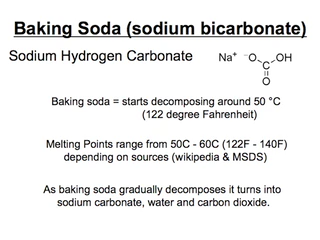 Baking Soda (sodium bicarbonate)
Sodium Hydrogen Carbonate
Na⁺ ⁻O C OH
O
Baking soda = starts decomposing around 50 °C
(122 degree Fahrenheit)
Melting Points range from 50C - 60C (122F - 140F)
depending on sources (wikipedia & MSDS)
As baking soda gradually decomposes it turns into
sodium carbonate, water and carbon dioxide.